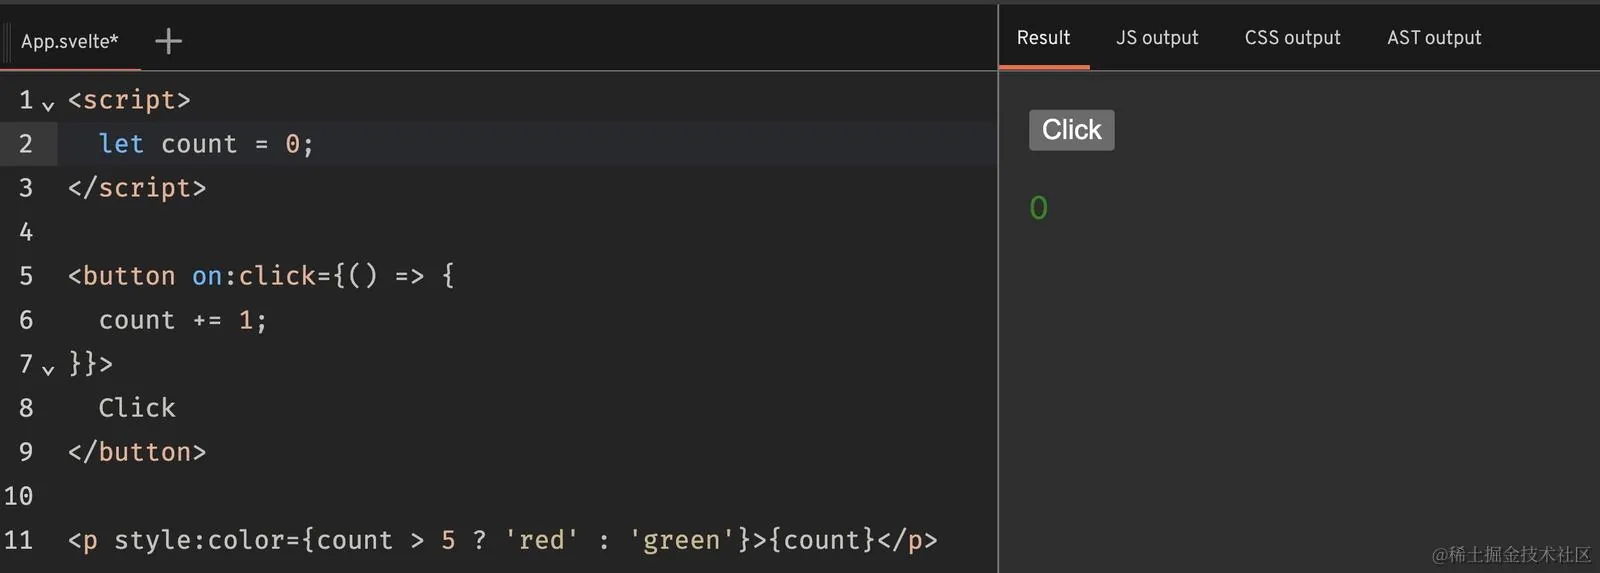 App.svelte*
Result JS output CSS output AST output
1 <script>
2   let count = 0;
3 </script>
4
5 <button on:click={() => {
6   count += 1;
7 }}>
8   Click
9 </button>
10
11 <p style:color={count > 5 ? 'red' : 'green'}>{count}</p>
Click
0
@稀土掘金技术社区